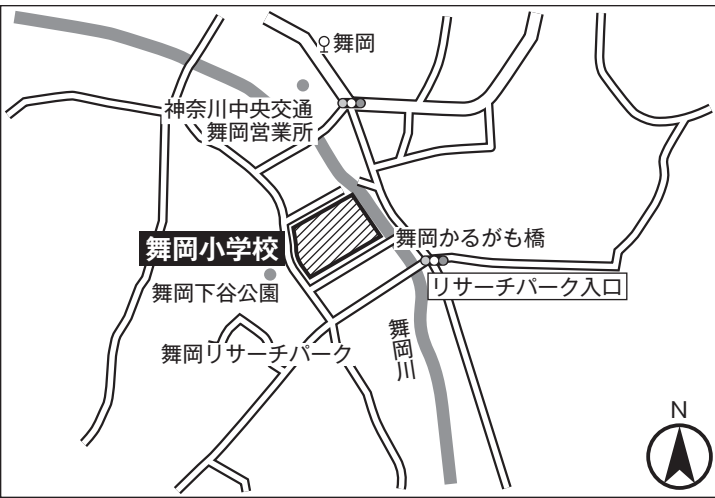 舞岡
神奈川中央交通
舞岡営業所
舞岡小学校
舞岡かるがも橋
リサーチパーク入口
舞岡下谷公園
舞岡川
舞岡リサーチパーク
N